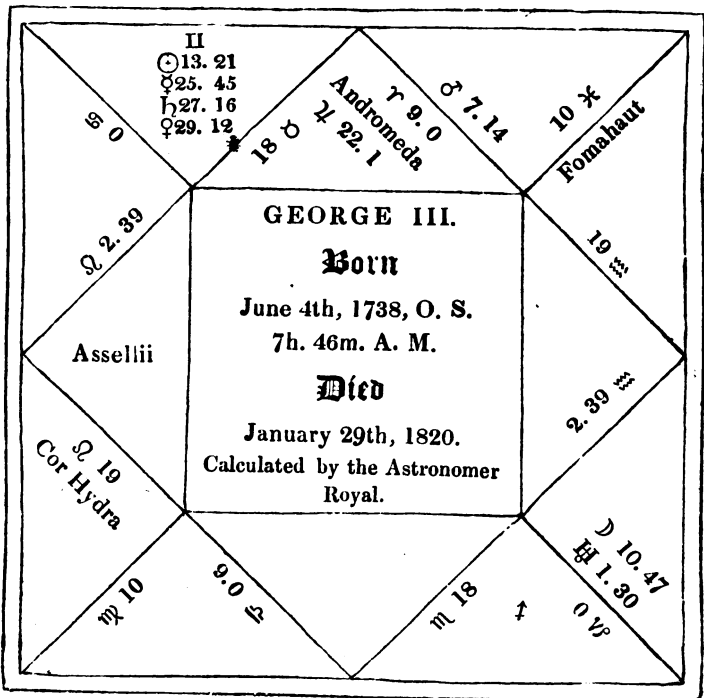 ♊
☉13. 21
☿25. 45
♄27. 16
♀29. 12
18 ♉
♃ 22. 1
Andromeda
♈ 9. 0
♂ 7. 14
10 ♓
Fomahaut
♋ 0
♌ 2. 39
19 ♒
GEORGE III.
Born
June 4th, 1738, O. S.
7h. 46m. A. M.
Died
January 29th, 1820.
Calculated by the Astronomer
Royal.
Assellii
2. 39 ♒
♌ 19
Cor Hydra
☽ 10. 47
♅ 1. 30
♍ 10
9. 0 ♎
♏ 18
♐
0 ♑